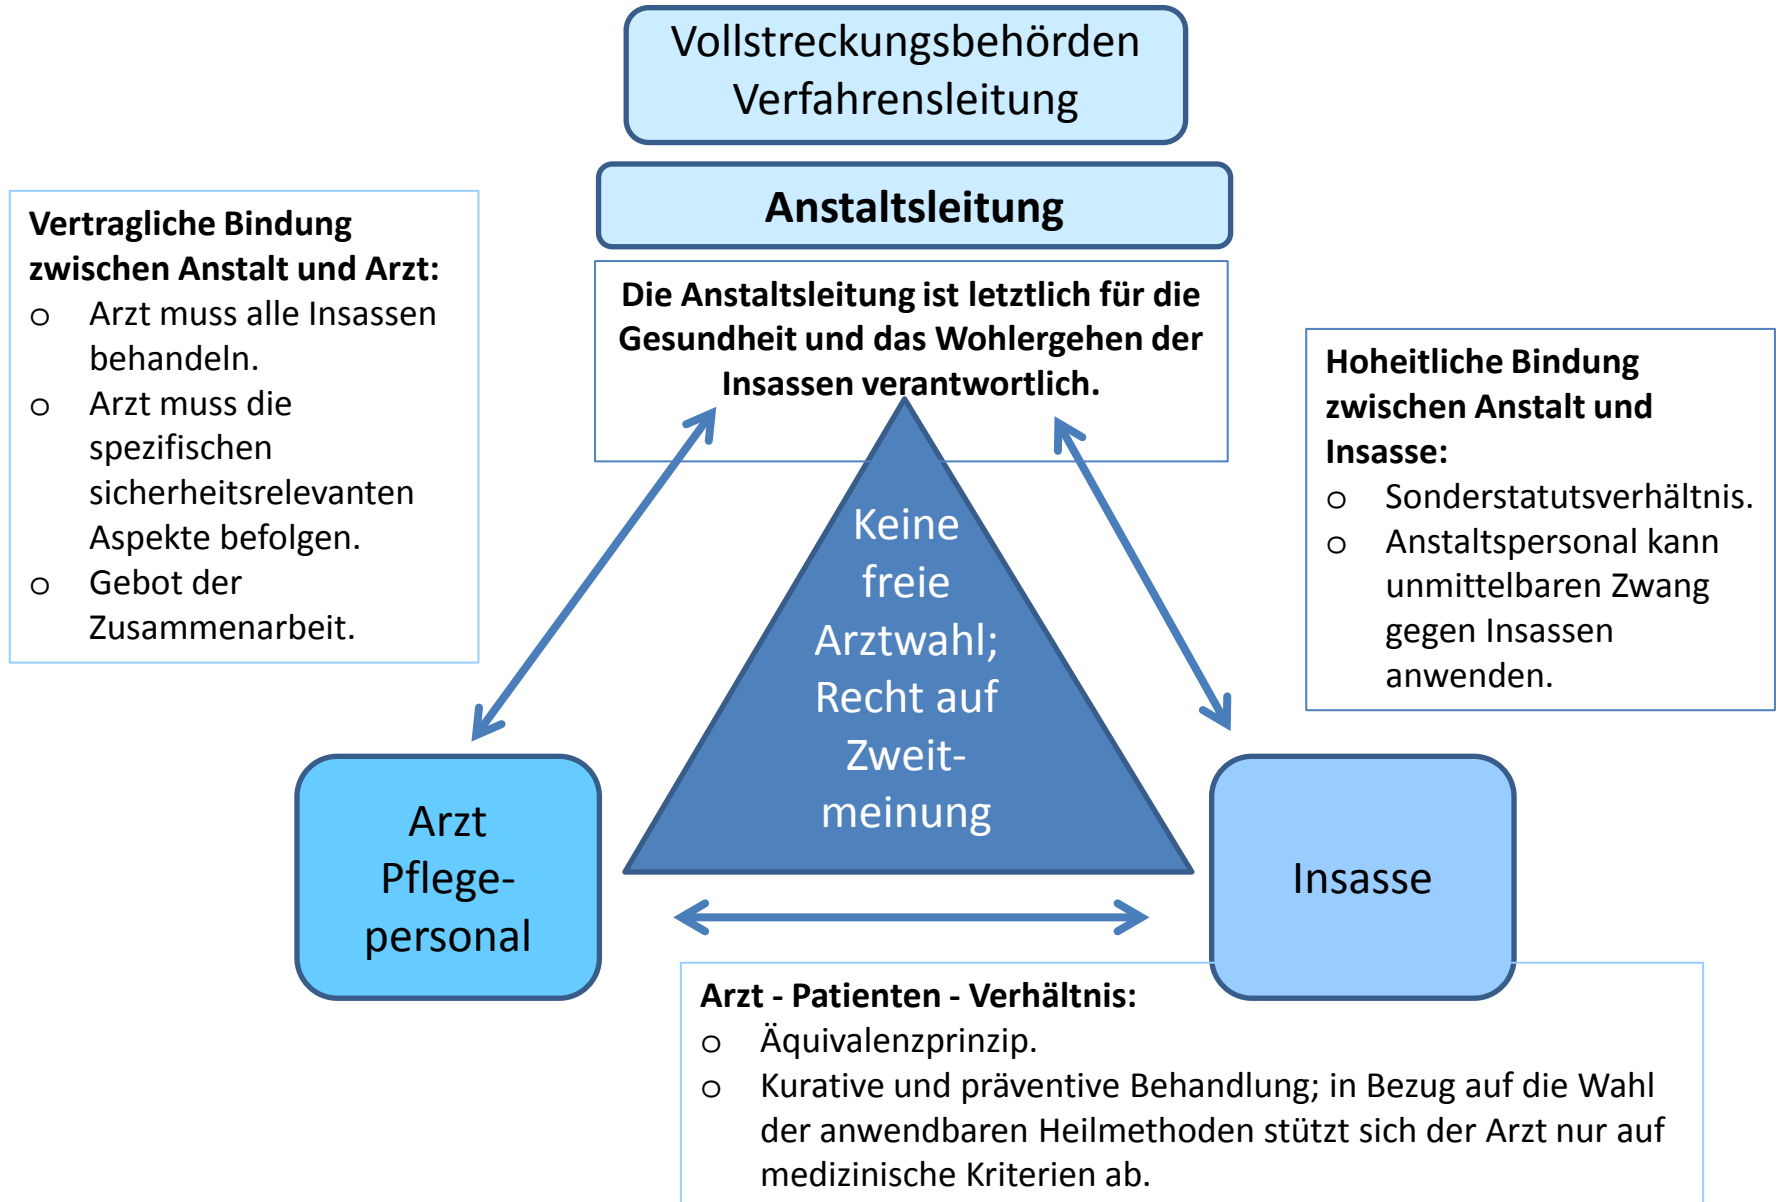 Vollstreckungsbehörden
Verfahrensleitung
Anstaltsleitung
Vertragliche Bindung
zwischen Anstalt und Arzt:
o Arzt muss alle Insassen
behandeln.
o Arzt muss die
spezifischen
sicherheitsrelevanten
Aspekte befolgen.
o Gebot der
Zusammenarbeit.
Die Anstaltsleitung ist letztlich für die
Gesundheit und das Wohlergehen der
Insassen verantwortlich.
Hoheitliche Bindung
zwischen Anstalt und
Insasse:
o Sonderstatutsverhältnis.
o Anstaltspersonal kann
unmittelbaren Zwang
gegen Insassen
anwenden.
Keine
freie
Arztwahl;
Recht auf
Zweit-
meinung
Arzt
Pflege-
personal
Insasse
Arzt - Patienten - Verhältnis:
o Äquivalenzprinzip.
o Kurative und präventive Behandlung; in Bezug auf die Wahl
der anwendbaren Heilmethoden stützt sich der Arzt nur auf
medizinische Kriterien ab.